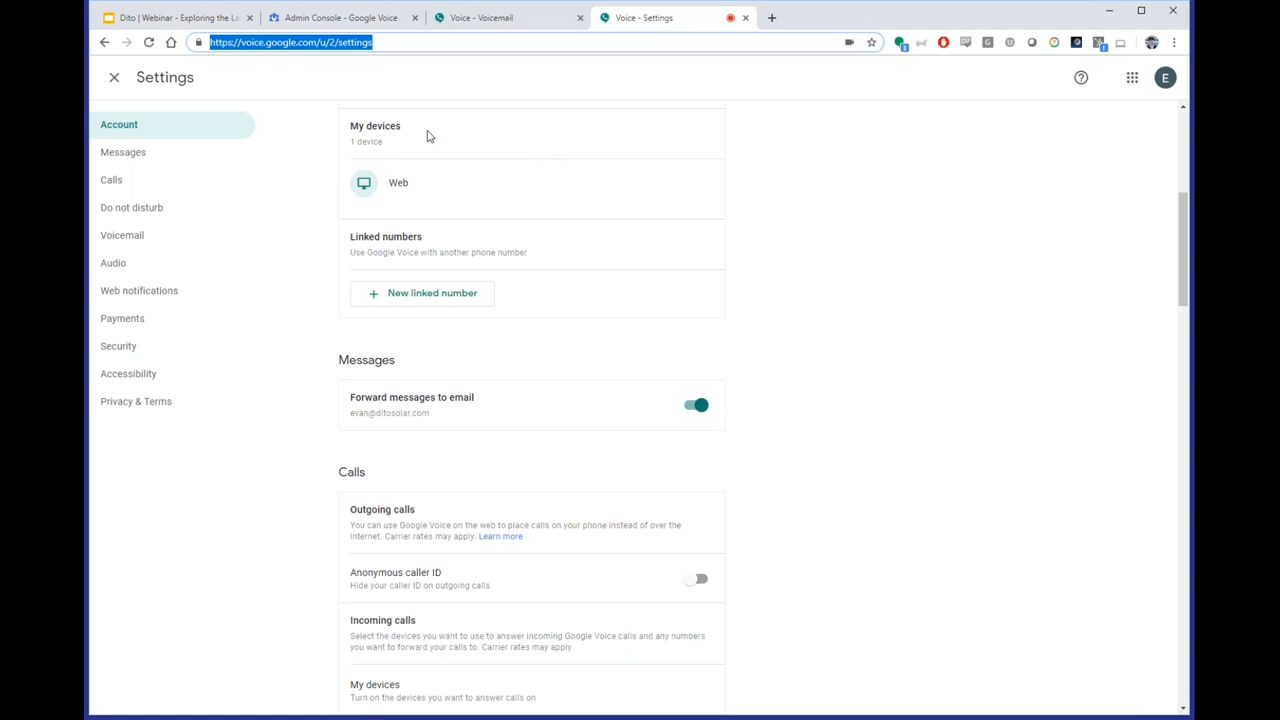 Dito | Webinar - Exploring the Li
Admin Console - Google Voice
Voice - Voicemail
Voice - Settings
https://voice.google.com/u/2/settings
Settings
E
Account
Messages
Calls
Do not disturb
Voicemail
Audio
Web notifications
Payments
Security
Accessibility
Privacy & Terms
My devices
1 device
Web
Linked numbers
Use Google Voice with another phone number
+ New linked number
Messages
Forward messages to email
evan@ditosolar.com
Calls
Outgoing calls
You can use Google Voice on the web to place calls on your phone instead of over the
internet. Carrier rates may apply. Learn more
Anonymous caller ID
Hide your caller ID on outgoing calls
Incoming calls
Select the devices you want to use to answer incoming Google Voice calls and any numbers
you want to forward your calls to. Carrier rates may apply
My devices
Turn on the devices you want to answer calls on